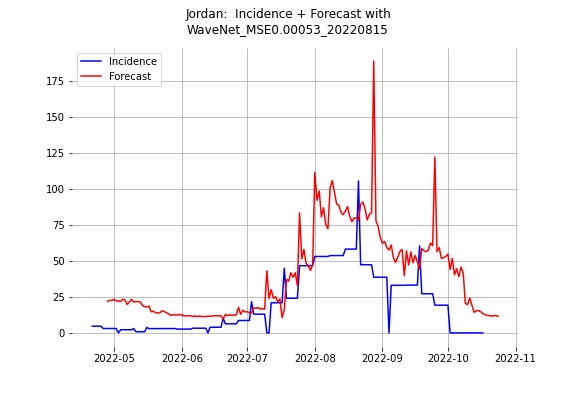 Jordan:  Incidence + Forecast with
WaveNet_MSE0.00053_20220815
Incidence
Forecast
175
150
125
100
75
50
25
0
2022-05 2022-06 2022-07 2022-08 2022-09 2022-10 2022-11